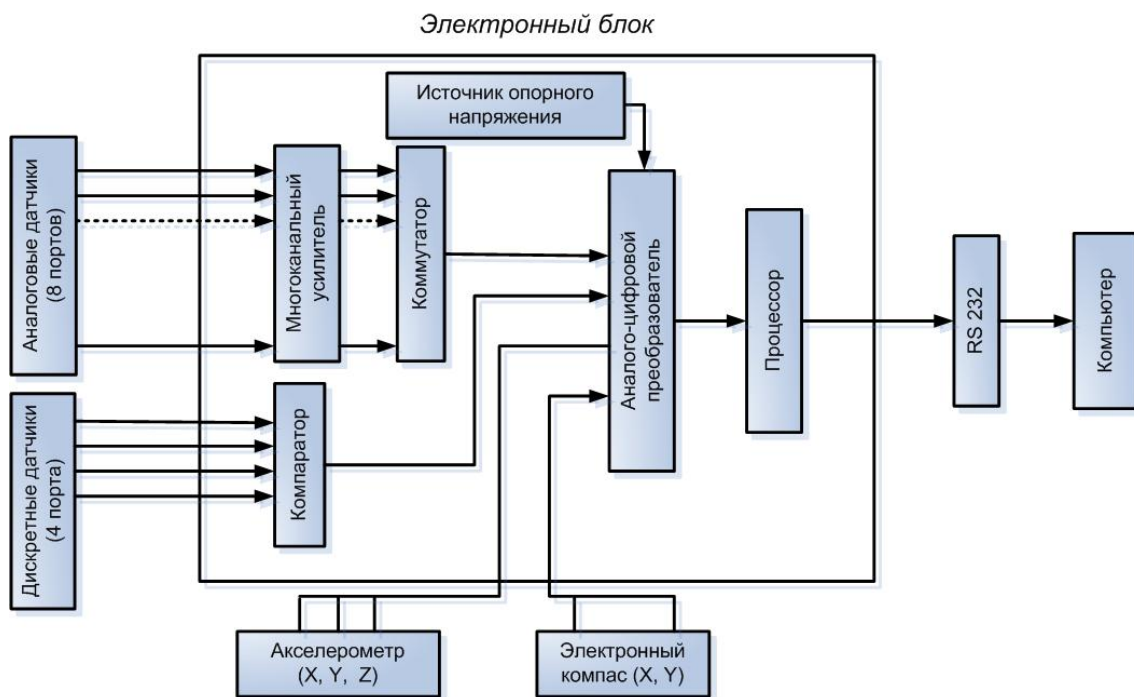 Электронный блок
Источник опорного
напряжения
Аналоговые датчики
(8 портов)
Многоканальный
усилитель
Коммутатор
Аналого-цифровой
преобразователь
Процессор
RS 232
Компьютер
Дискретные датчики
(4 порта)
Компаратор
Акселерометр
(X, Y, Z)
Электронный
компас (X, Y)